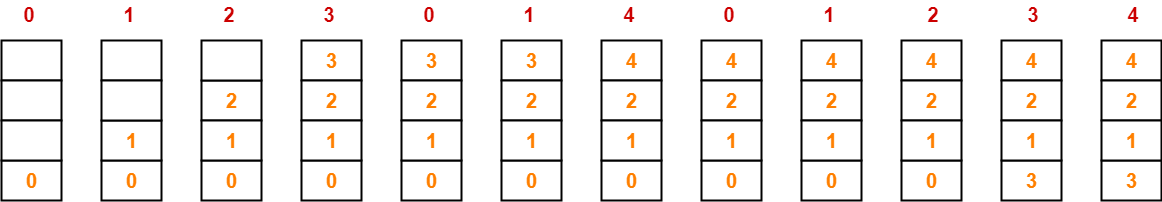 0 1 2 3 0 1 4 0 1 2 3 4
3 3 3 4 4 4 4 4 4
2 2 2 2 2 2 2 2 2 2
1 1 1 1 1 1 1 1 1 1 1
0 0 0 0 0 0 0 0 0 0 3 3